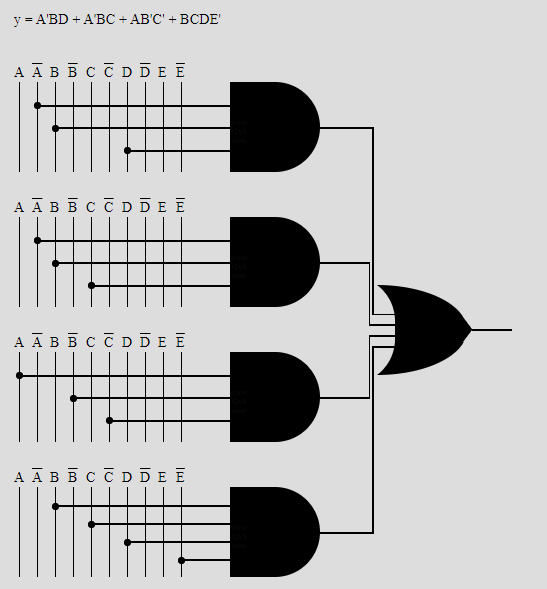 y = A'BD + A'BC + AB'C' + BCDE'
A A̅ B B̅ C C̅ D D̅ E E̅
A A̅ B B̅ C C̅ D D̅ E E̅
A A̅ B B̅ C C̅ D D̅ E E̅
A A̅ B B̅ C C̅ D D̅ E E̅